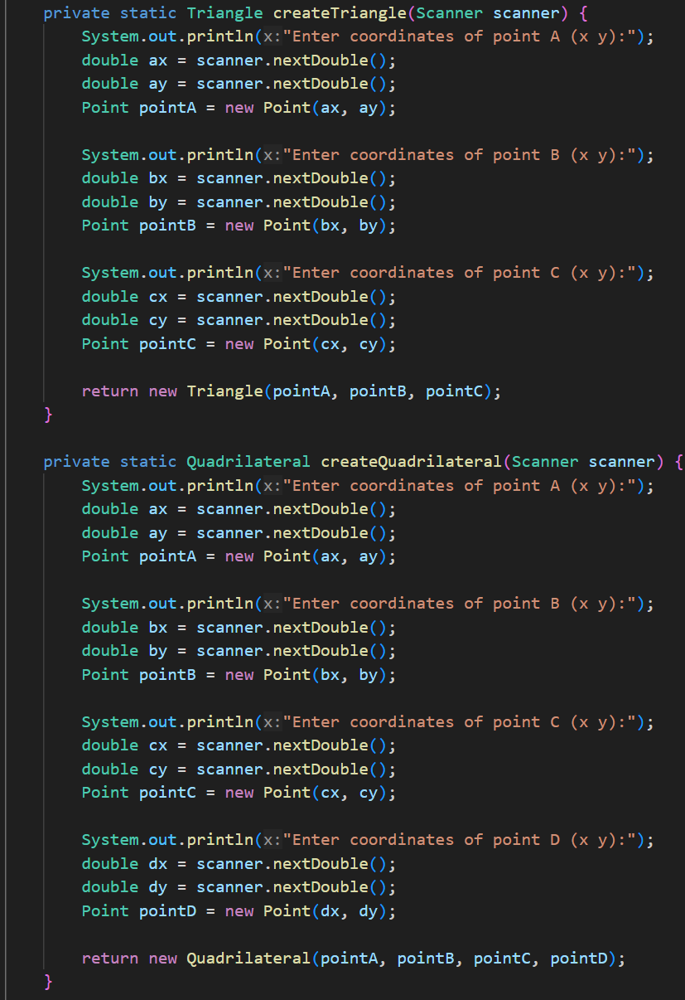 private static Triangle createTriangle(Scanner scanner) {
System.out.println(x:"Enter coordinates of point A (x y):");
double ax = scanner.nextDouble();
double ay = scanner.nextDouble();
Point pointA = new Point(ax, ay);
System.out.println(x:"Enter coordinates of point B (x y):");
double bx = scanner.nextDouble();
double by = scanner.nextDouble();
Point pointB = new Point(bx, by);
System.out.println(x:"Enter coordinates of point C (x y):");
double cx = scanner.nextDouble();
double cy = scanner.nextDouble();
Point pointC = new Point(cx, cy);
return new Triangle(pointA, pointB, pointC);
}
private static Quadrilateral createQuadrilateral(Scanner scanner) {
System.out.println(x:"Enter coordinates of point A (x y):");
double ax = scanner.nextDouble();
double ay = scanner.nextDouble();
Point pointA = new Point(ax, ay);
System.out.println(x:"Enter coordinates of point B (x y):");
double bx = scanner.nextDouble();
double by = scanner.nextDouble();
Point pointB = new Point(bx, by);
System.out.println(x:"Enter coordinates of point C (x y):");
double cx = scanner.nextDouble();
double cy = scanner.nextDouble();
Point pointC = new Point(cx, cy);
System.out.println(x:"Enter coordinates of point D (x y):");
double dx = scanner.nextDouble();
double dy = scanner.nextDouble();
Point pointD = new Point(dx, dy);
return new Quadrilateral(pointA, pointB, pointC, pointD);
}